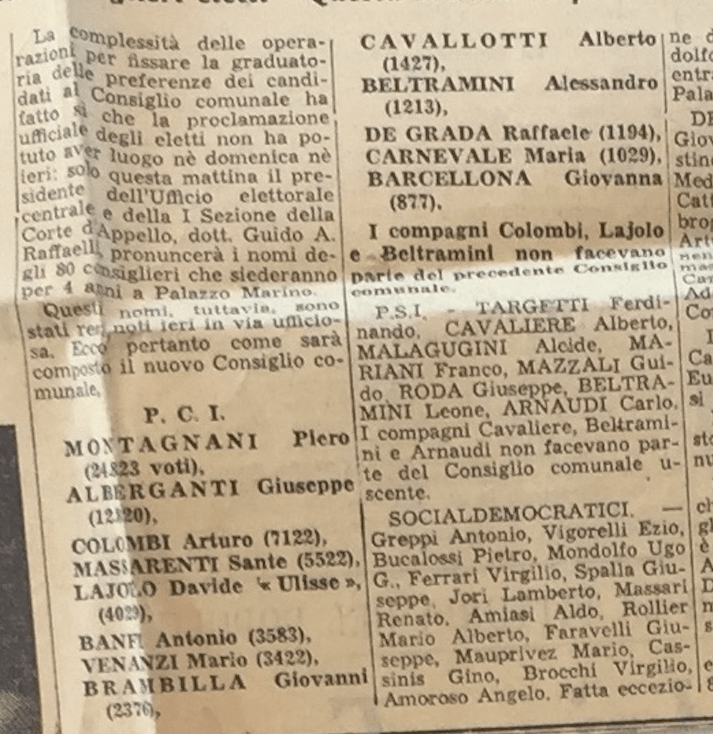 La complessità delle opera-
razioni per fissare la graduato-
ria delle preferenze dei candi-
dati al Consiglio comunale ha
fatto sì che la proclamazione
ufficiale degli eletti non ha po-
tuto aver luogo nè domenica nè
ieri: solo questa mattina il pre-
sidente dell'Ufficio elettorale
centrale e della I Sezione della
Corte d'Appello, dott. Guido A.
Raffaelli, pronuncerà i nomi de-
gli 80 consiglieri che siederanno
per 4 anni a Palazzo Marino.
Questi nomi, tuttavia, sono
stati resi noti ieri in via ufficio-
sa. Ecco pertanto come sarà
composto il nuovo Consiglio co-
munale.
P. C. I.
MONTAGNANI Piero
(24823 voti),
ALBERGANTI Giuseppe
(12320),
COLOMBI Arturo (7122),
MASSARENTI Sante (5522),
LAJOLO Davide « Ulisse »,
(4029),
BANFI Antonio (3583),
VENANZI Mario (3422),
BRAMBILLA Giovanni
(2376),
CAVALLOTTI Alberto
(1427),
BELTRAMINI Alessandro
(1213),
DE GRADA Raffaele (1194),
CARNEVALE Maria (1029),
BARCELLONA Giovanna
(877).
I compagni Colombi, Lajolo
e Beltramini non facevano
parte del precedente Consiglio
comunale.
P.S.I. - TARGETTI Ferdi-
nando, CAVALIERE Alberto,
MALAGUGINI Alcide, MA-
RIANI Franco, MAZZALI Gui-
do, RODA Giuseppe, BELTRA-
MINI Leone, ARNAUDI Carlo.
I compagni Cavaliere, Beltrami-
ni e Arnaudi non facevano par-
te del Consiglio comunale u-
scente.
SOCIALDEMOCRATICI. —
Greppi Antonio, Vigorelli Ezio,
Bucalossi Pietro, Mondolfo Ugo
G., Ferrari Virgilio, Spalla Giu-
seppe, Jori Lamberto, Massari
Renato, Amiasi Aldo, Rollier
Mario Alberto, Faravelli Giu-
seppe, Mauprivez Mario, Cas-
sinis Gino, Brocchi Virgilio,
Amoroso Angelo. Fatta eccezio-